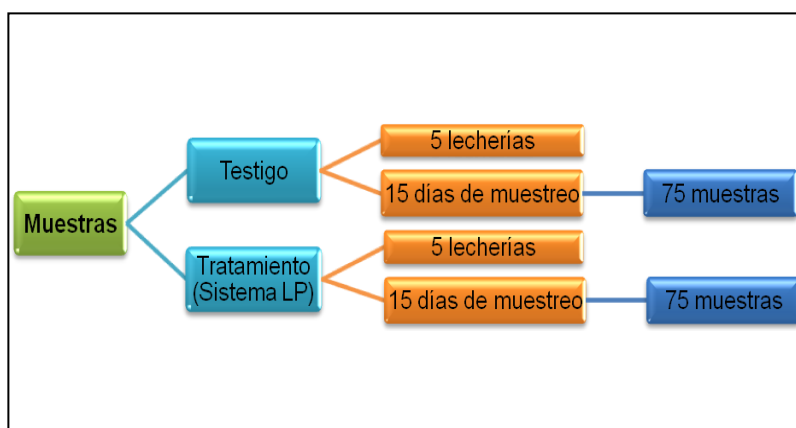 Muestras
Testigo
5 lecherías
15 días de muestreo
75 muestras
Tratamiento
(Sistema LP)
5 lecherías
15 días de muestreo
75 muestras